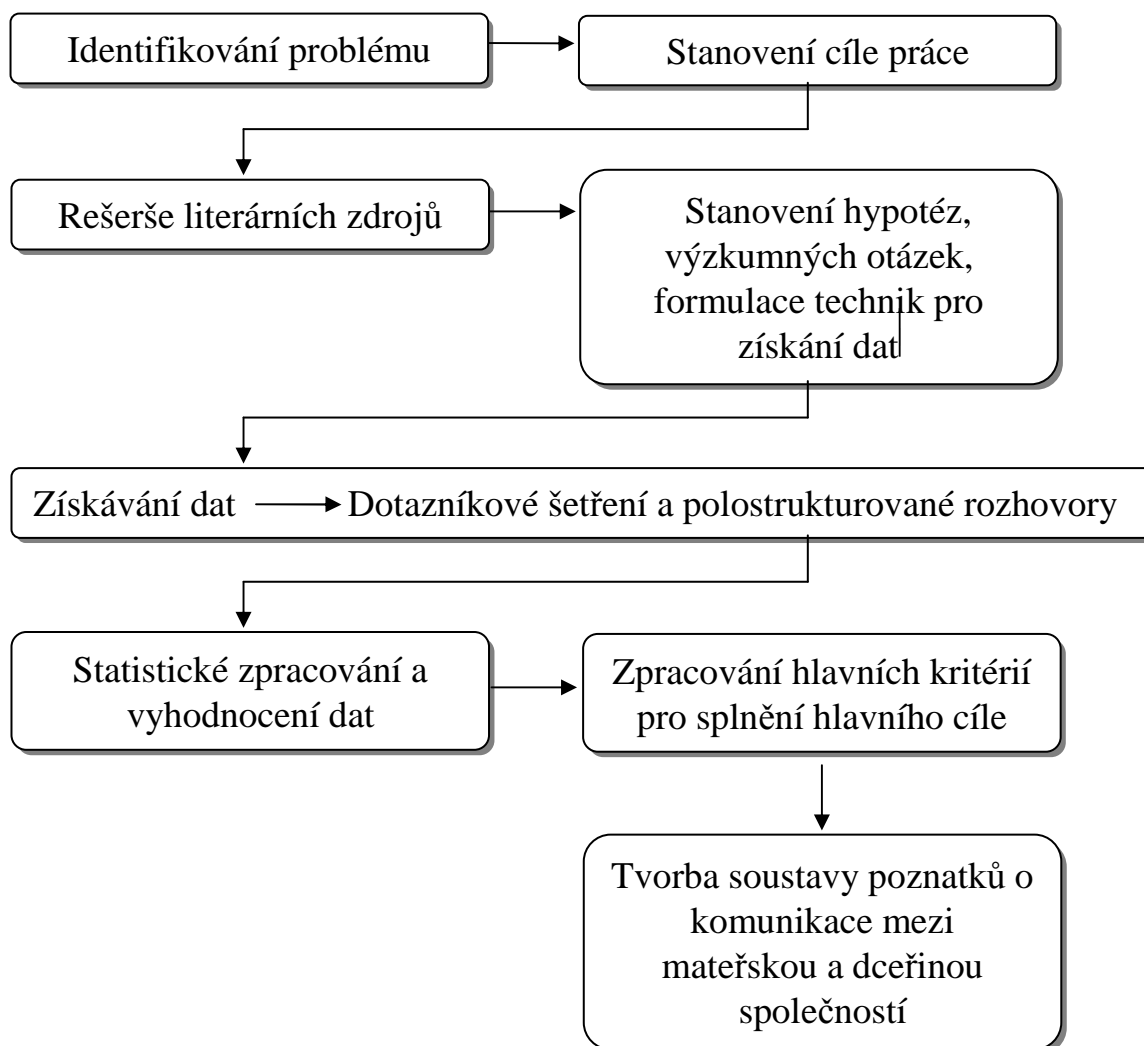 Identifikování problému
Stanovení cíle práce
Rešerše literárních zdrojů
Stanovení hypotéz,
výzkumných otázek,
formulace technik pro
získání dat
Získávání dat
Dotazníkové šetření a polostrukturované rozhovory
Statistické zpracování a
vyhodnocení dat
Zpracování hlavních kritérií
pro splnění hlavního cíle
Tvorba soustavy poznatků o
komunikace mezi
mateřskou a dceřinou
společností